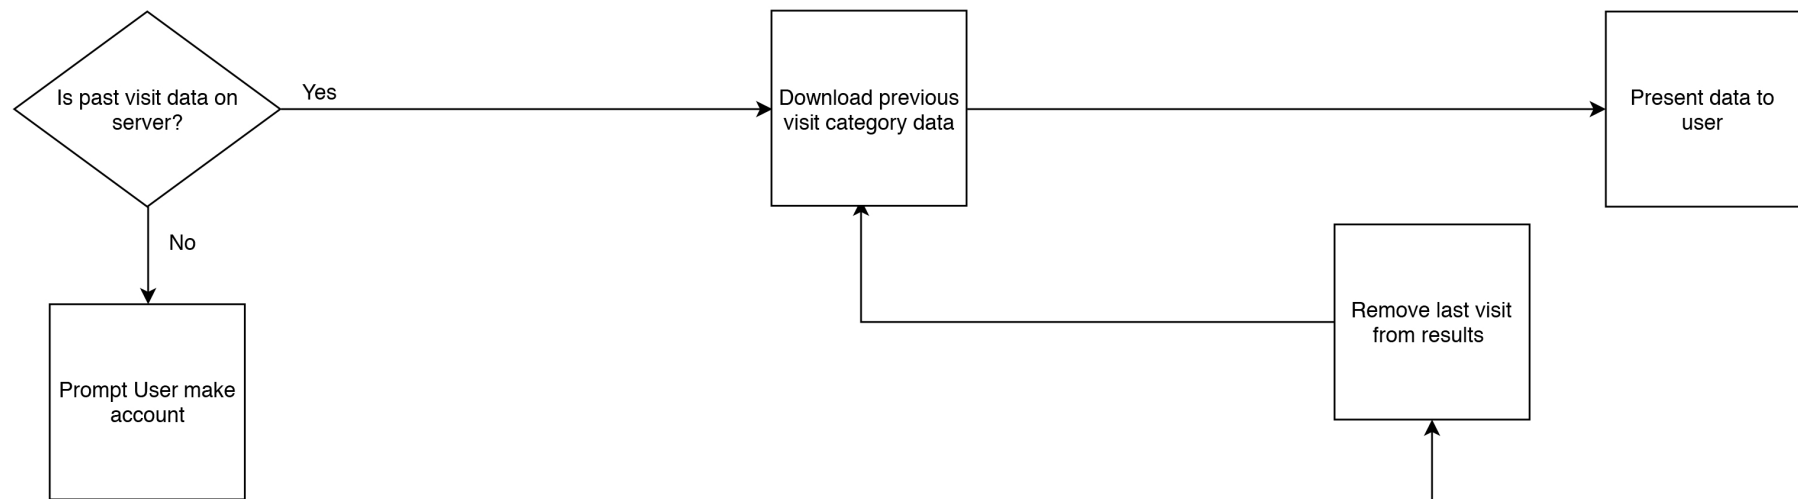 Is past visit data on
server?
Yes
Download previous
visit category data
Present data to
user
No
Remove last visit
from results
Prompt User make
account